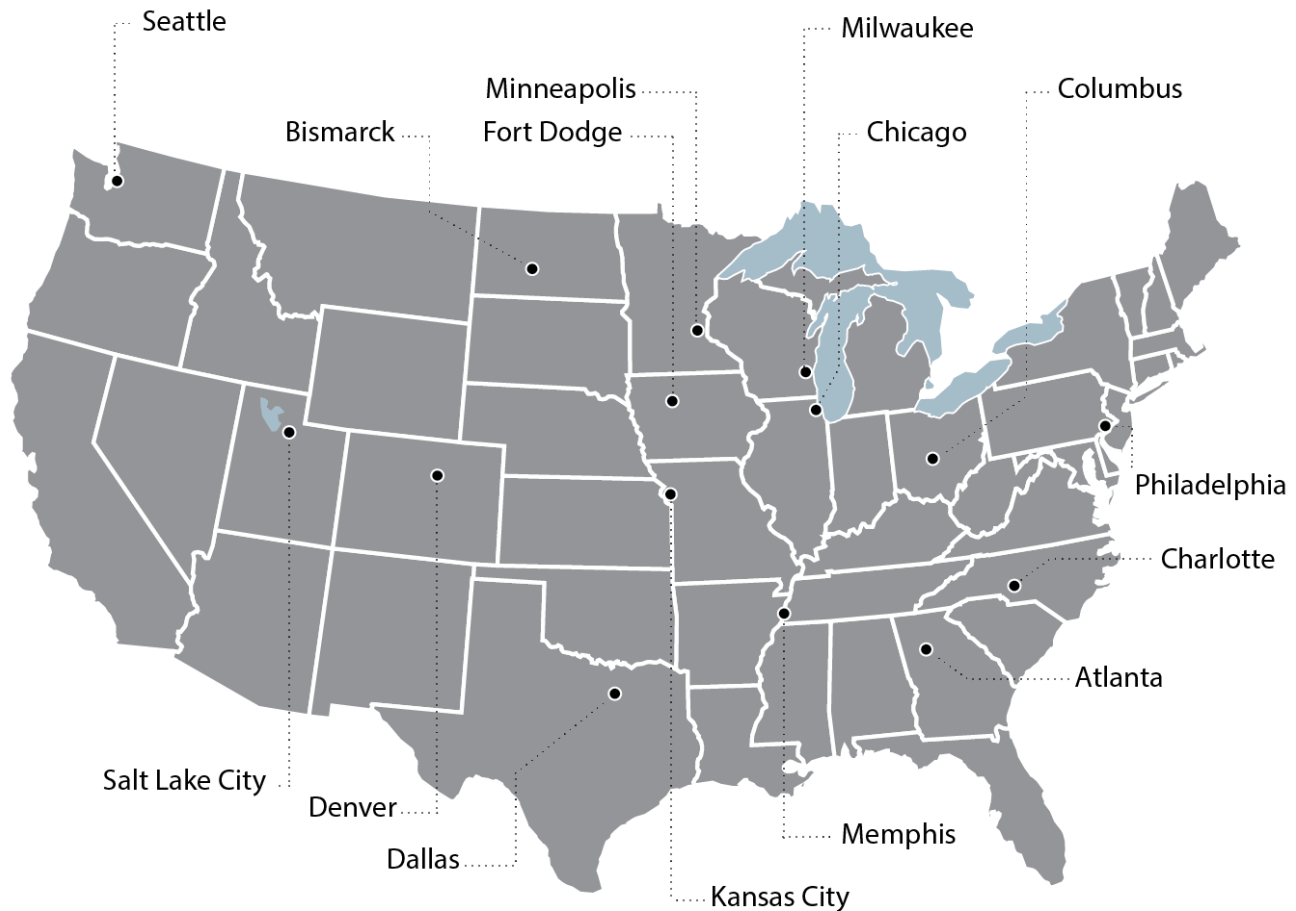 Seattle
Milwaukee
Minneapolis
Columbus
Bismarck
Fort Dodge
Chicago
Philadelphia
Charlotte
Atlanta
Salt Lake City
Denver
Memphis
Dallas
Kansas City